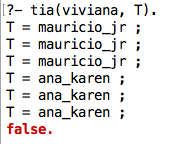 ?- tia(viviana, T).
T = mauricio_jr ;
T = mauricio_jr ;
T = mauricio_jr ;
T = ana_karen ;
T = ana_karen ;
T = ana_karen ;
false.